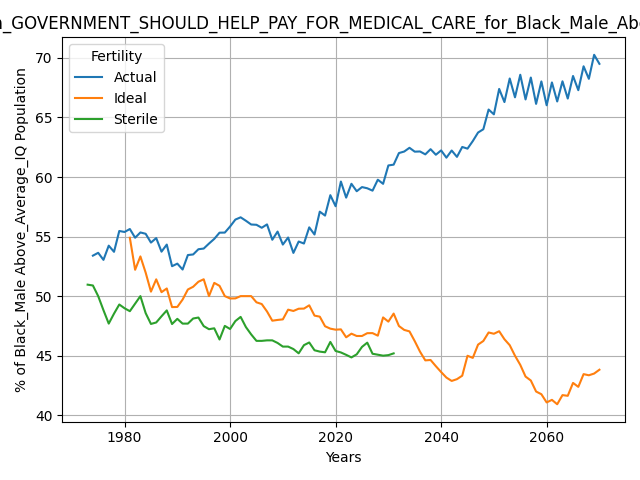 _GOVERNMENT_SHOULD_HELP_PAY_FOR_MEDICAL_CARE_for_Black_Male_Abo
Fertility
Actual
Ideal
Sterile
% of Black_Male Above_Average_IQ Population
70
65
60
55
50
45
40
1980
2000
2020
2040
2060
Years